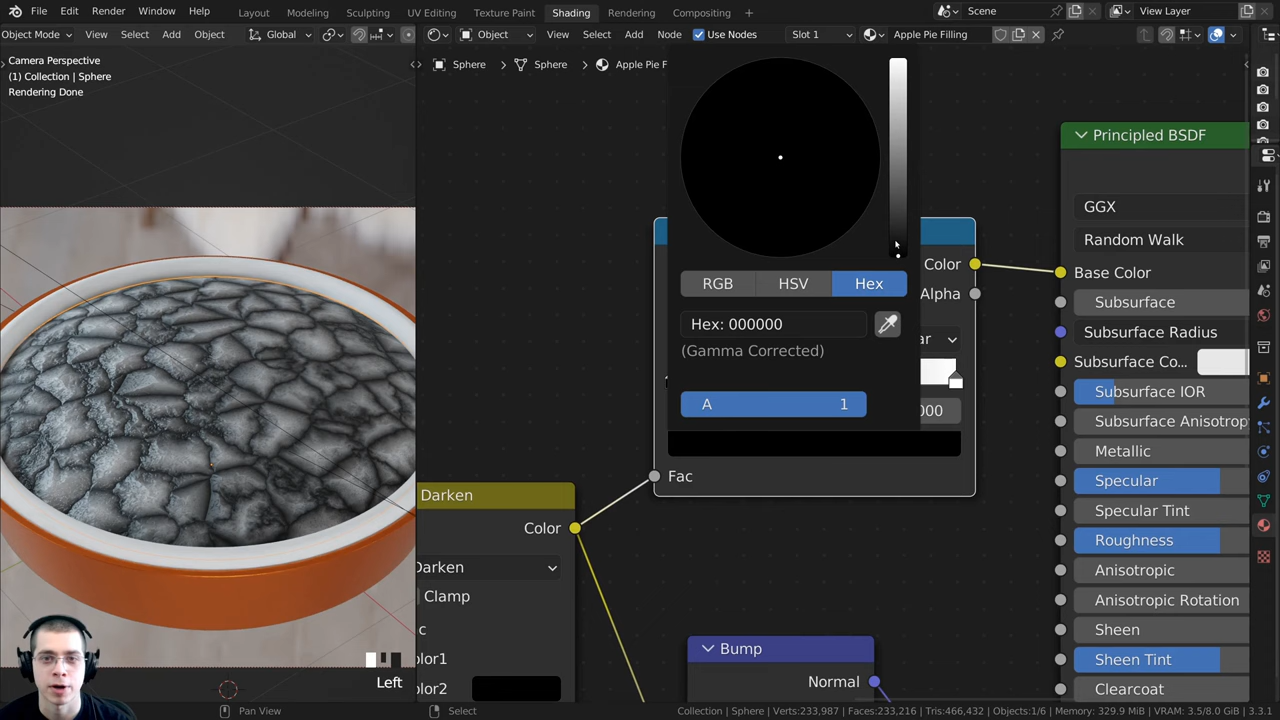 File Edit Render Window Help Layout Modeling Sculpting UV Editing Texture Paint Shading Rendering Compositing Scene View Layer
Object Mode View Select Add Object Global Object View Select Add Node Use Nodes Slot 1 Apple Pie Filling
Camera Perspective
(1) Collection | Sphere
Rendering Done
Sphere Sphere Apple Pie F
Principled BSDF
GGX
Random Walk
Color
Base Color
RGB HSV Hex
Alpha
Subsurface
Hex: 000000
Subsurface Radius
(Gamma Corrected)
ar
Subsurface Co...
Subsurface IOR
A 1
000
Subsurface Anisotrop
Metallic
Fac
Specular
Darken
Specular Tint
Color
Roughness
Darken
Anisotropic
Clamp
Anisotropic Rotation
c
Sheen
Bump
olor1
Sheen Tint
Normal
olor2
Clearcoat
Left
Pan View Select Collection | Sphere | Verts:233,987 | Faces:233,216 | Tris:466,432 | Objects:1/6 | Memory: 329.9 MiB | VRAM: 3.5/8.0 GiB | 3.3.1